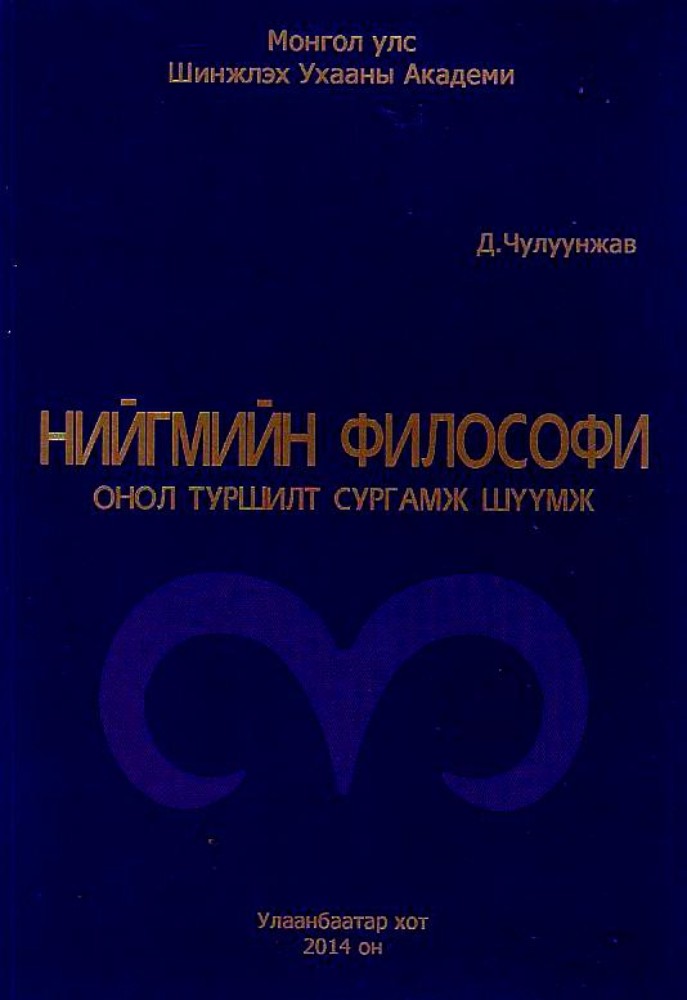 Монгол улс
Шинжлэх Ухааны Академи
Д.Чулуунжав
НИЙГМИЙН ФИЛОСОФИ
ОНОЛ ТУРШИЛТ СУРГАМЖ ШҮҮМЖ
Улаанбаатар хот
2014 он